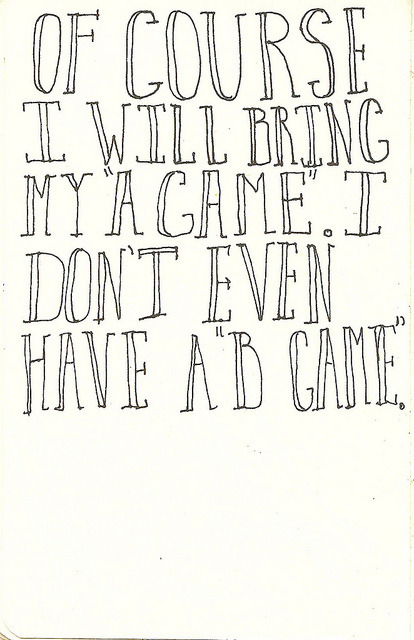 OF COURSE
I WILL BRING
MY "A GAME". I
DON'T EVEN
HAVE A "B GAME".